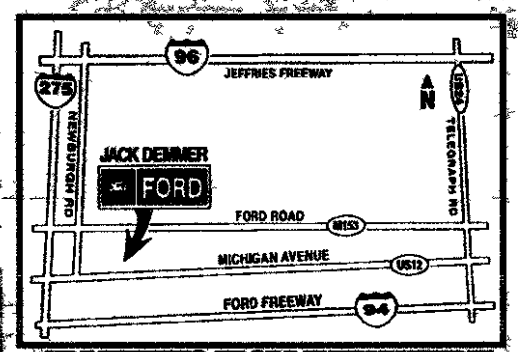 96
JEFFRIES FREEWAY
275
US24
N
NEWBURGH RD
TELEGRAPH RD
JACK DEMMER
FORD
FORD ROAD
M153
MICHIGAN AVENUE
US12
FORD FREEWAY
94